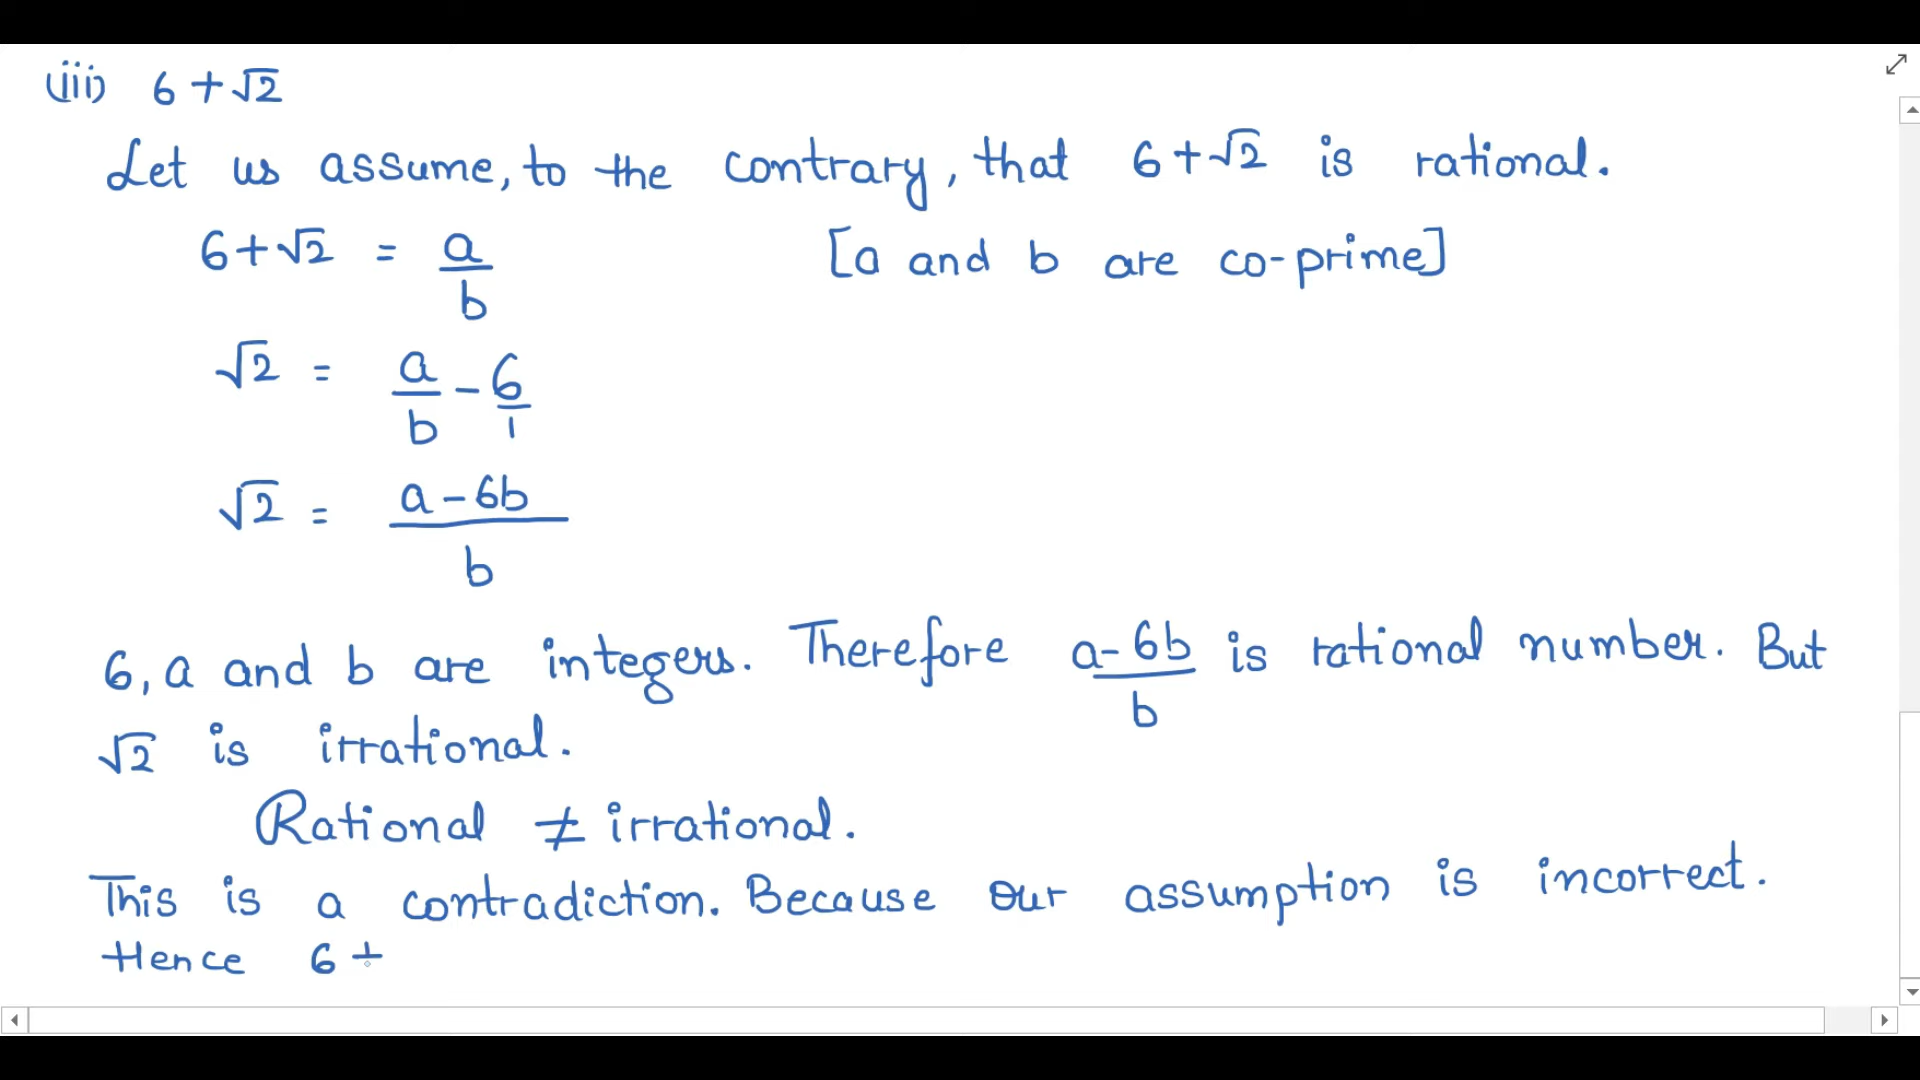 (iii) 6 + √2
Let us assume, to the contrary, that 6 + √2 is rational.
6 + √2 = a/b [a and b are co-prime]
√2 = a/b - 6/1
√2 = a - 6b / b
6, a and b are integers. Therefore a - 6b / b is rational number. But
√2 is irrational.
Rational ≠ irrational.
This is a contradiction. Because our assumption is incorrect.
Hence 6 +